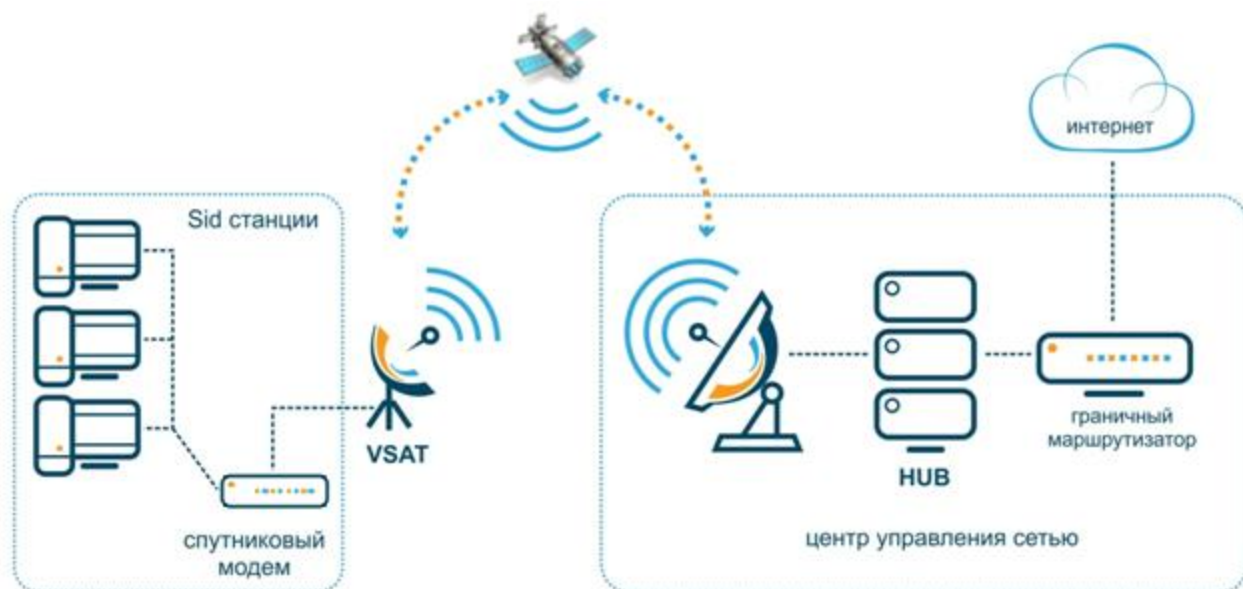 интернет
Sid станции
VSAT
граничный
маршрутизатор
HUB
спутниковый
модем
центр управления сетью